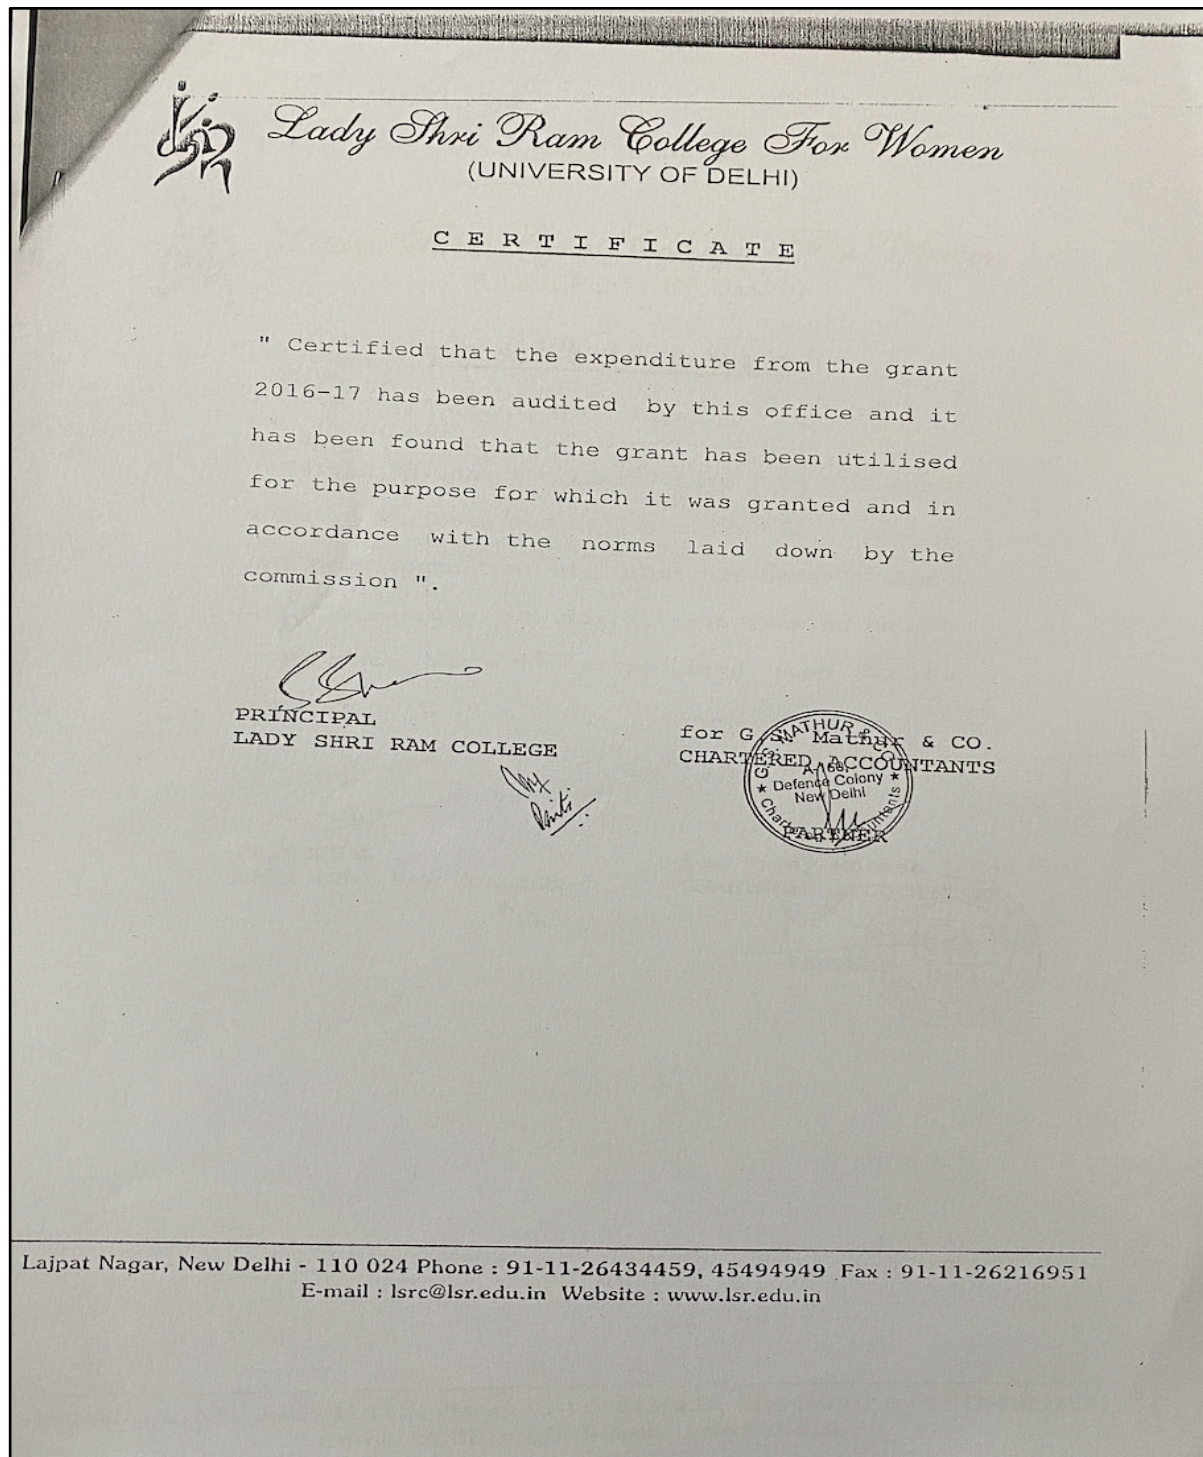 Lady Shri Ram College For Women
(UNIVERSITY OF DELHI)
C E R T I F I C A T E
" Certified that the expenditure from the grant
2016-17 has been audited by this office and it
has been found that the grant has been utilised
for the purpose for which it was granted and in
accordance with the norms laid down by the
commission ".
PRINCIPAL
LADY SHRI RAM COLLEGE
for G.S. Mathur & CO.
CHARTERED ACCOUNTANTS
G.S. MATHUR & CO.
Defence Colony
New Delhi
Chartered Accountants
PARTNER
Lajpat Nagar, New Delhi - 110 024 Phone : 91-11-26434459, 45494949 Fax : 91-11-26216951
E-mail : lsrc@lsr.edu.in Website : www.lsr.edu.in